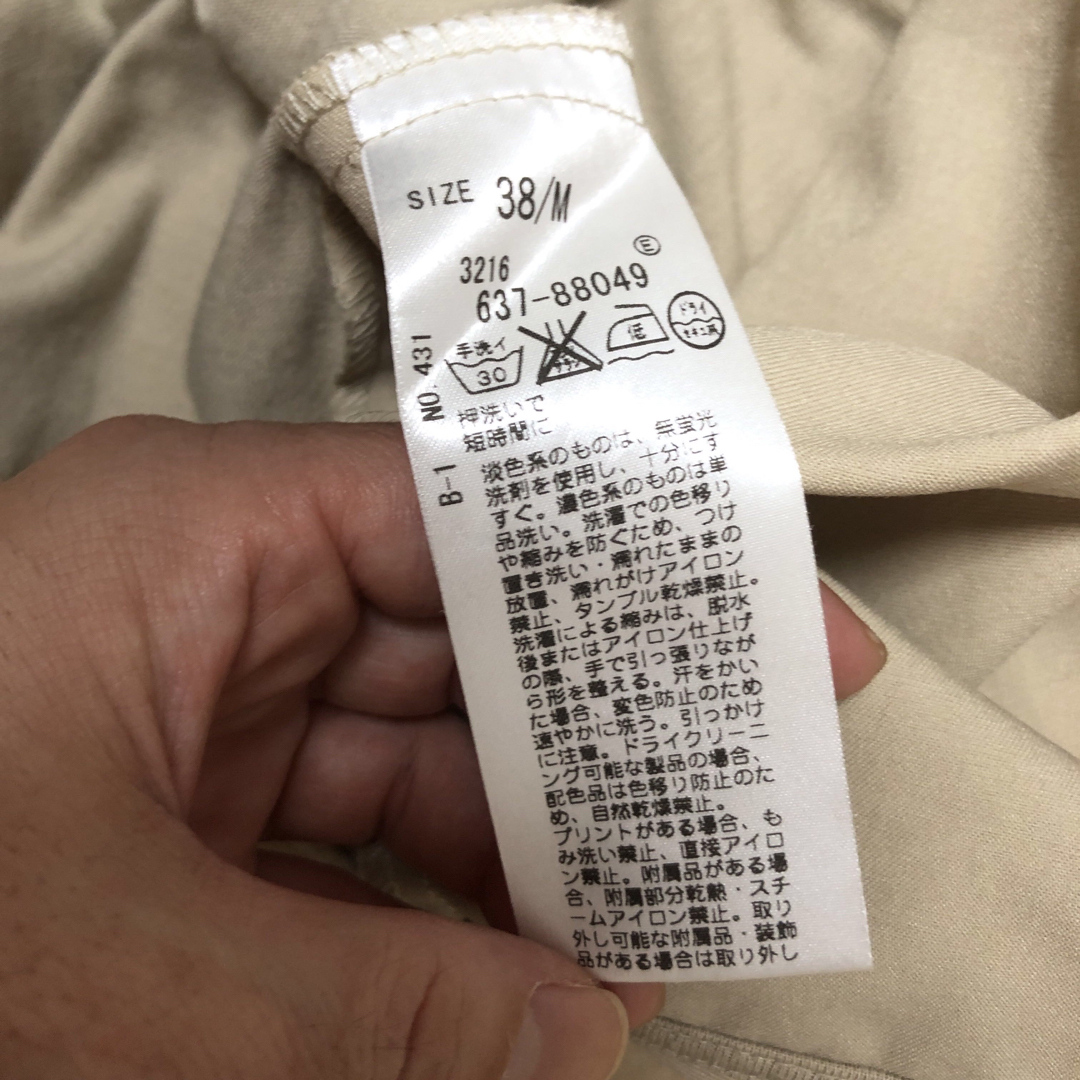 SIZE 38/M
Ⓔ
3216
637-88049
手洗イ
30
低
ドライ
セキユ系
NO. 431
B-1
押洗いで
短時間に
淡色系のものは、無蛍光
洗剤を使用し、十分にす
すぐ。濃色系のものは単
品洗い。洗濯での色移り
や縮みを防ぐため、つけ
置き洗い・濡れたままの
放置、濡れがけアイロン
禁止、タンブル乾燥禁止。
洗濯による縮みは、脱水
後またはアイロン仕上げ
の際、手で引っ張りなが
ら形を整える。汗をかい
た場合、変色防止のため
速やかに洗う。引っかけ
に注意。ドライクリーニ
ング可能な製品の場合、
配色品は色移り防止のた
め、自然乾燥禁止。
プリントがある場合、も
み洗い禁止、直接アイロ
ン禁止。附属品がある場
合、附属部分乾熱・スチ
ームアイロン禁止。取り
外し可能な附属品・装飾
品がある場合は取り外し